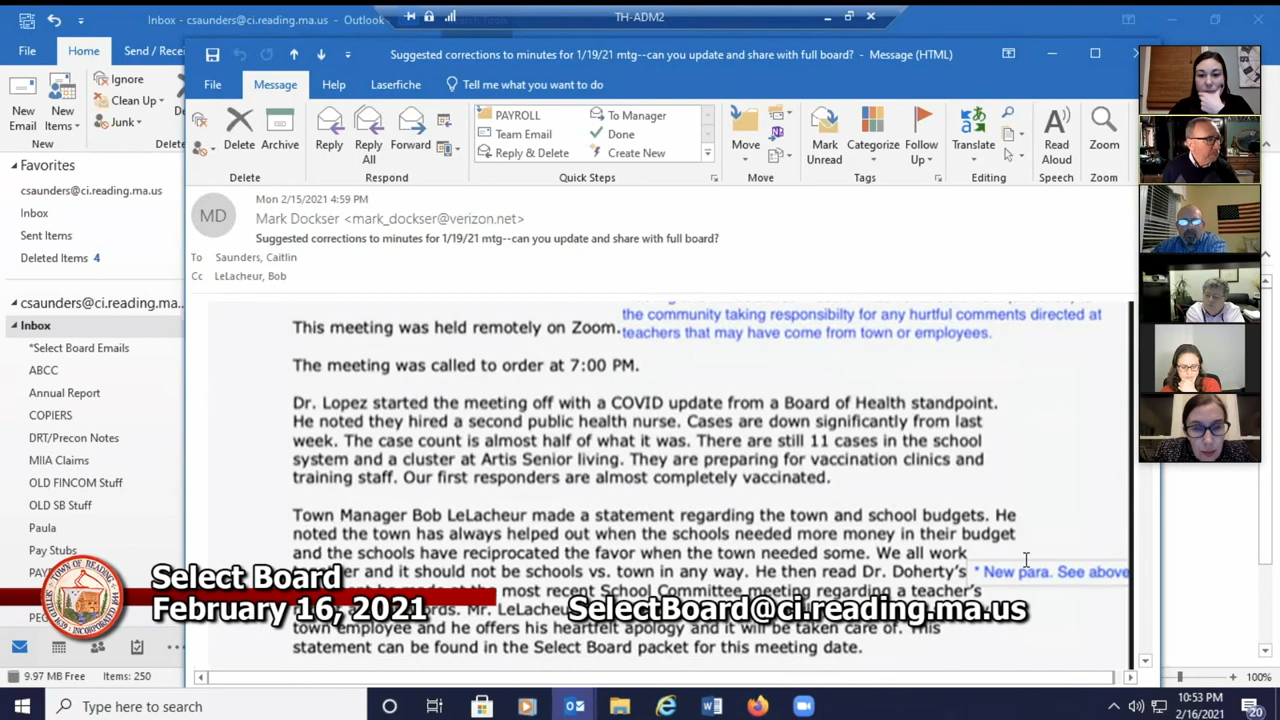 Inbox - csaunders@ci.reading.ma.us - Outlook
TH-ADM2
File
Home
Send / Rece
Ignore
Clean Up
Junk
New Email
New Items
Delete
New
Favorites
csaunders@ci.reading.ma.us
Inbox
Sent Items
Deleted Items 4
csaunders@ci.reading.ma...
Inbox
*Select Board Emails
ABCC
Annual Report
COPIERS
DRT/Precon Notes
MIIA Claims
OLD FINCOM Stuff
OLD SB Stuff
Paula
Pay Stubs
Suggested corrections to minutes for 1/19/21 mtg--can you update and share with full board? - Message (HTML)
File
Message
Help
Laserfiche
Tell me what you want to do
Delete
Archive
Reply
Reply All
Forward
PAYROLL
Team Email
Reply & Delete
To Manager
Done
Create New
Move
Mark Unread
Categorize
Follow Up
Translate
Read Aloud
Zoom
Delete
Respond
Quick Steps
Move
Tags
Editing
Speech
Zoom
MD
Mon 2/15/2021 4:59 PM
Mark Dockser <mark_dockser@verizon.net>
Suggested corrections to minutes for 1/19/21 mtg--can you update and share with full board?
To Saunders, Caitlin
Cc LeLacheur, Bob
the community taking responsibilty for any hurtful comments directed at
This meeting was held remotely on Zoom. teachers that may have come from town or employees.
The meeting was called to order at 7:00 PM.
Dr. Lopez started the meeting off with a COVID update from a Board of Health standpoint.
He noted they hired a second public health nurse. Cases are down significantly from last
week. The case count is almost half of what it was. There are still 11 cases in the school
system and a cluster at Artis Senior living. They are preparing for vaccination clinics and
training staff. Our first responders are almost completely vaccinated.
Town Manager Bob LeLacheur made a statement regarding the town and school budgets. He
noted the town has always helped out when the schools needed more money in their budget
and the schools have reciprocated the favor when the town needed some. We all work
and it should not be schools vs. town in any way. He then read Dr. Doherty's * New para. See above
most recent School Committee meeting regarding a teacher's
Mr. LeLacheu
town employee and he offers his heartfelt apology and it will be taken care of. This
statement can be found in the Select Board packet for this meeting date.
TOWN OF READING
Select Board
February 16, 2021
SelectBoard@ci.reading.ma.us
9.97 MB Free
Items: 250
100%
Type here to search
10:53 PM
2/16/2021
20